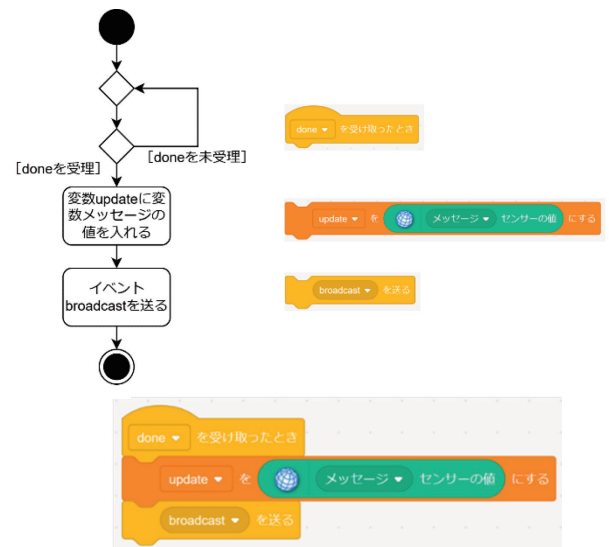 done を受け取ったとき
[doneを受理]
[doneを未受理]
変数updateに変
数メッセージの
値を入れる
update を メッセージ センサーの値 にする
イベント
broadcastを送る
broadcast を送る
done を受け取ったとき
update を メッセージ センサーの値 にする
broadcast を送る